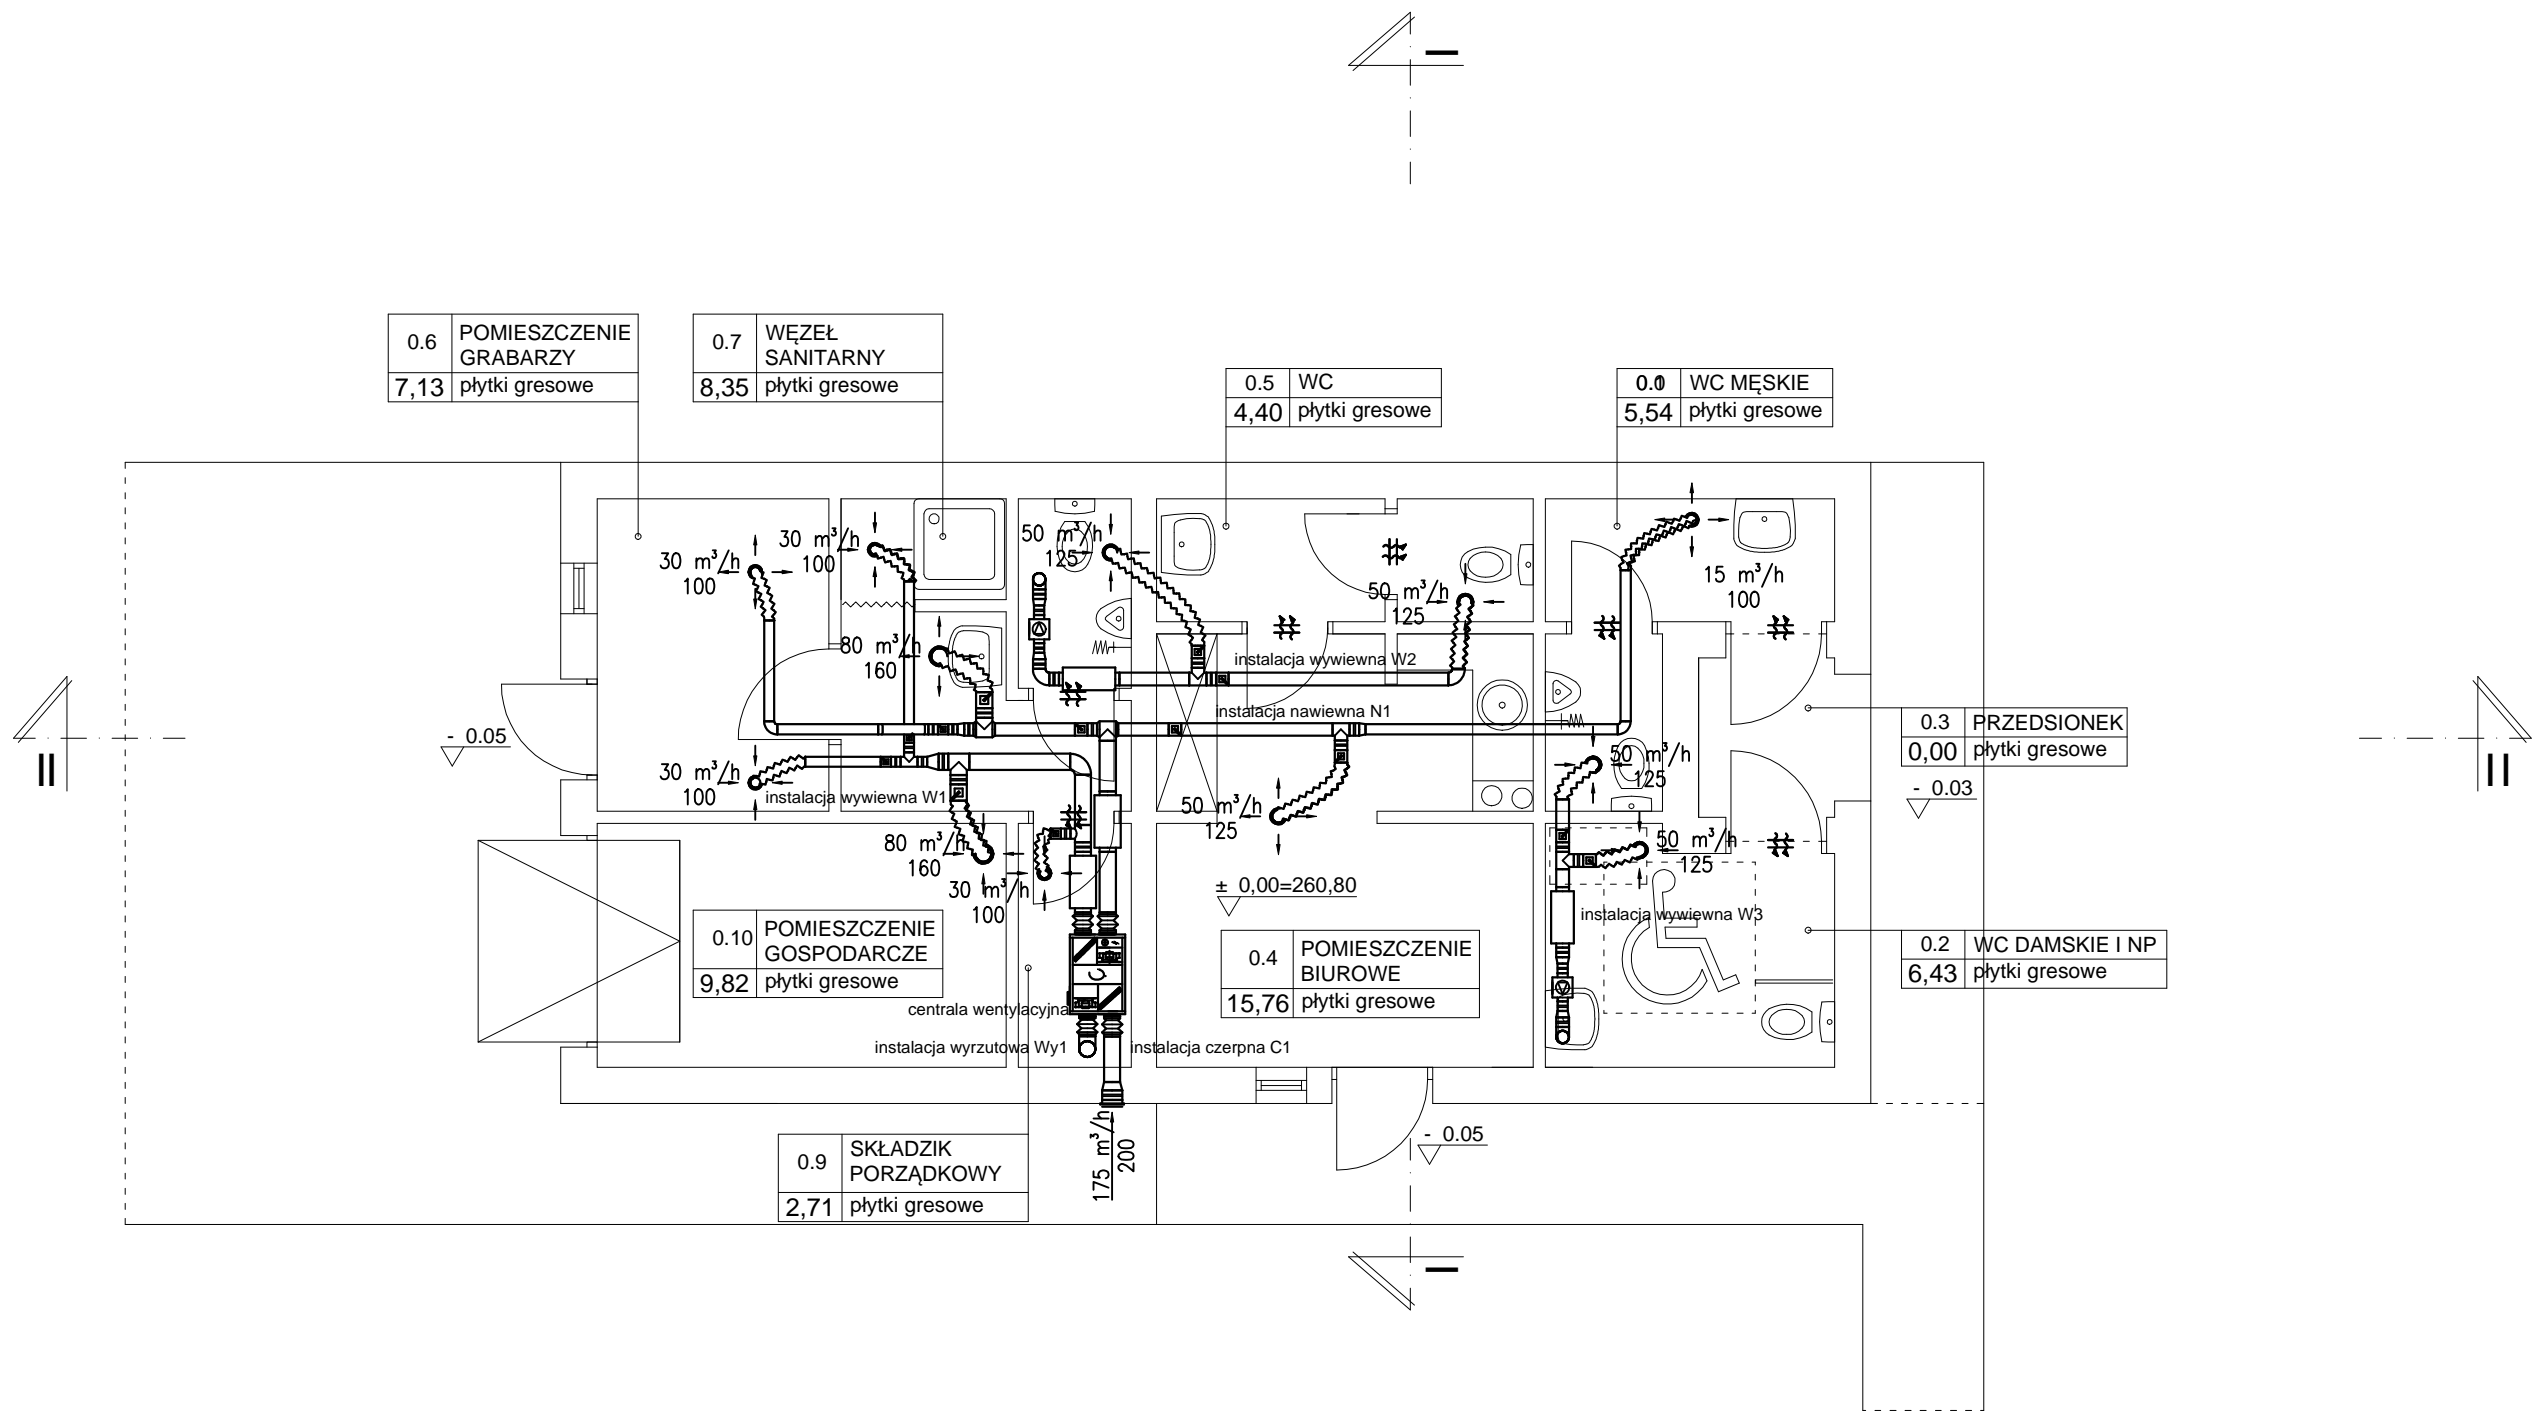 I
0.6 POMIESZCZENIE
GRABARZY
7,13 płytki gresowe
0.7 WĘZEŁ
SANITARNY
8,35 płytki gresowe
0.5 WC
4,40 płytki gresowe
WC MĘSKIE
5,54 płytki gresowe
30 m³/h
100
30 m³/h
100
50 m³/h
125
50 m³/h
125
15 m³/h
100
80 m³/h
160
instalacja wywiewna W2
instalacja nawiewna N1
- 0.05
II
30 m³/h
100
instalacja wywiewna W1
50 m³/h
125
50 m³/h
125
0.3 PRZEDSIONEK
0,00 płytki gresowe
- 0.03
II
80 m³/h
160
30 m³/h
100
50 m³/h
125
± 0,00=260,80
instalacja wywiewna W3
0.10 POMIESZCZENIE
GOSPODARCZE
9,82 płytki gresowe
0.4 POMIESZCZENIE
BIUROWE
15,76 płytki gresowe
0.2 WC DAMSKIE I NP
6,43 płytki gresowe
centrala wentylacyjna
instalacja wyrzutowa Wy1
instalacja czerpna C1
175 m³/h
200
- 0.05
0.9 SKŁADZIK
PORZĄDKOWY
2,71 płytki gresowe
I